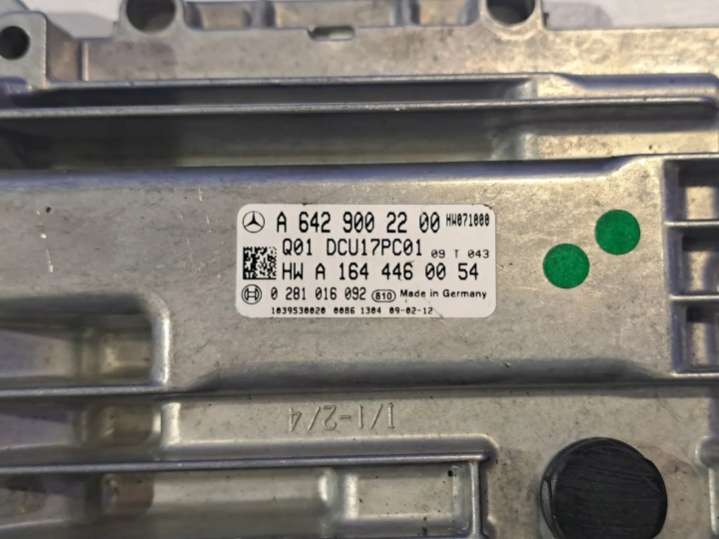 A 642 900 22 00 HW071000
Q01 DCU17PC01 09 T 043
HW A 164 446 00 54
0 281 016 092 810 Made in Germany
1039S30020 0086 1304 09-02-12
1/1-2/4